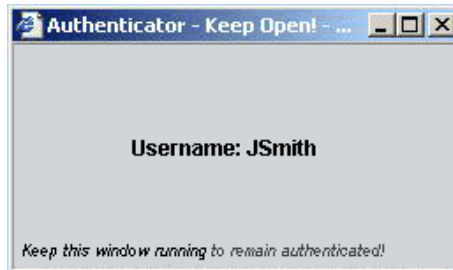 Authenticator - Keep Open! - ...
Username: JSmith
Keep this window running to remain authenticated!